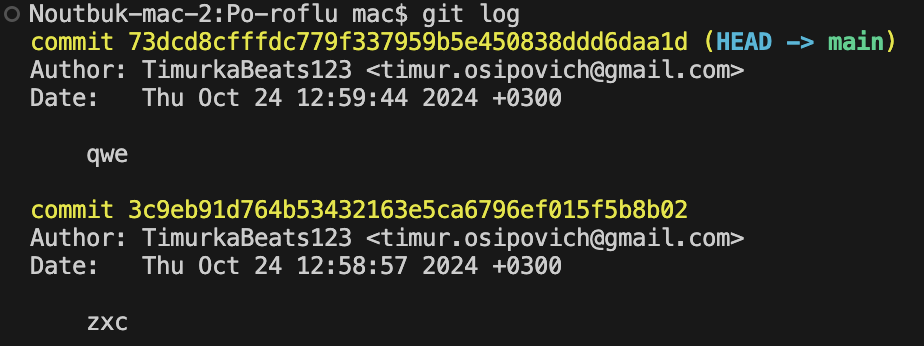 Noutbuk-mac-2:Po-roflu mac$ git log
commit 73dcd8cfffdc779f337959b5e450838ddd6daa1d (HEAD -> main)
Author: TimurkaBeats123 <timur.osipovich@gmail.com>
Date:   Thu Oct 24 12:59:44 2024 +0300
qwe
commit 3c9eb91d764b53432163e5ca6796ef015f5b8b02
Author: TimurkaBeats123 <timur.osipovich@gmail.com>
Date:   Thu Oct 24 12:58:57 2024 +0300
zxc